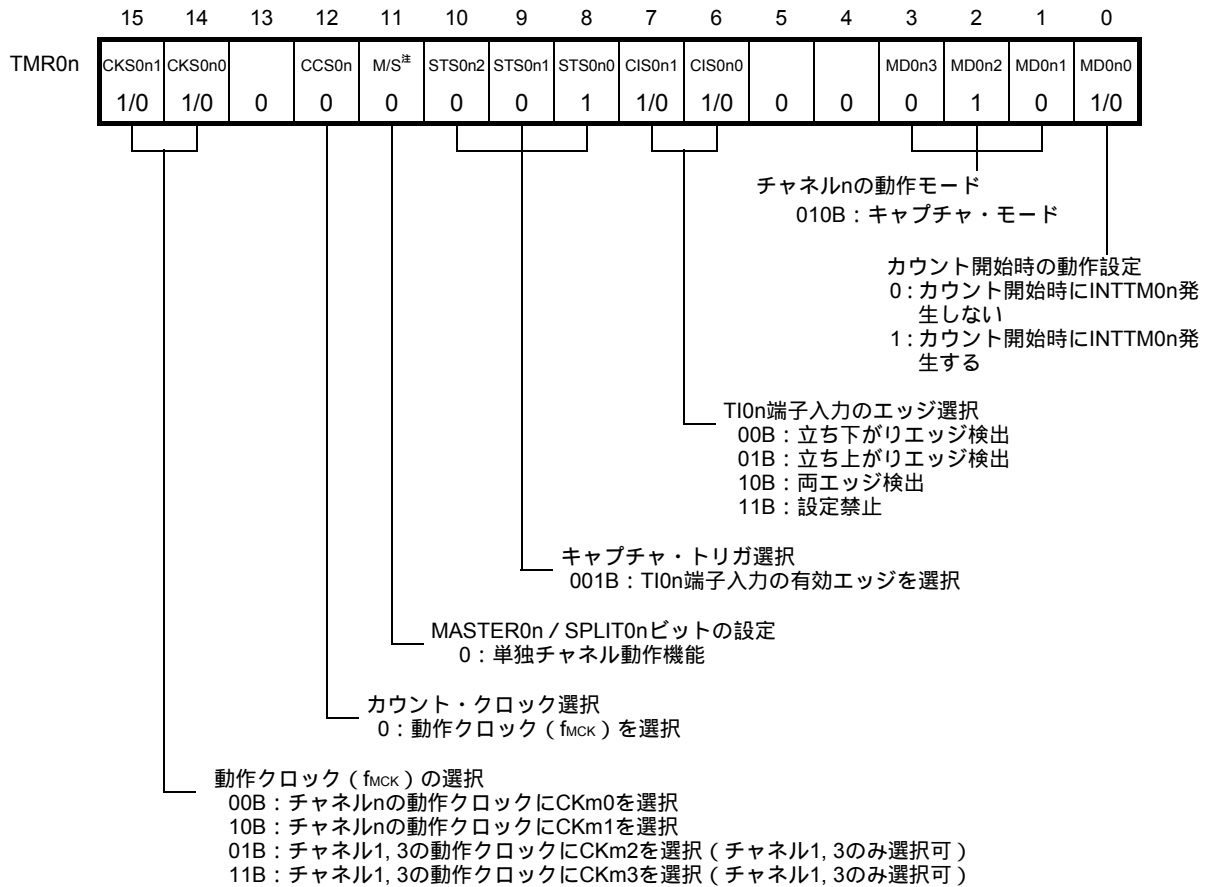 15 14 13 12 11 10 9 8 7 6 5 4 3 2 1 0
TMR0n CKS0n1 CKS0n0 CCS0n M/S注 STS0n2 STS0n1 STS0n0 CIS0n1 CIS0n0 MD0n3 MD0n2 MD0n1 MD0n0
1/0 1/0 0 0 0 0 0 1 1/0 1/0 0 0 0 1 0 1/0
チャネルnの動作モード
010B：キャプチャ・モード
カウント開始時の動作設定
0：カウント開始時にINTTM0n発
生しない
1：カウント開始時にINTTM0n発
生する
TI0n端子入力のエッジ選択
00B：立ち下がりエッジ検出
01B：立ち上がりエッジ検出
10B：両エッジ検出
11B：設定禁止
キャプチャ・トリガ選択
001B：TI0n端子入力の有効エッジを選択
MASTER0n／SPLIT0nビットの設定
0：単独チャネル動作機能
カウント・クロック選択
0：動作クロック（fMCK）を選択
動作クロック（fMCK）の選択
00B：チャネルnの動作クロックにCKm0を選択
10B：チャネルnの動作クロックにCKm1を選択
01B：チャネル1, 3の動作クロックにCKm2を選択（チャネル1, 3のみ選択可）
11B：チャネル1, 3の動作クロックにCKm3を選択（チャネル1, 3のみ選択可）